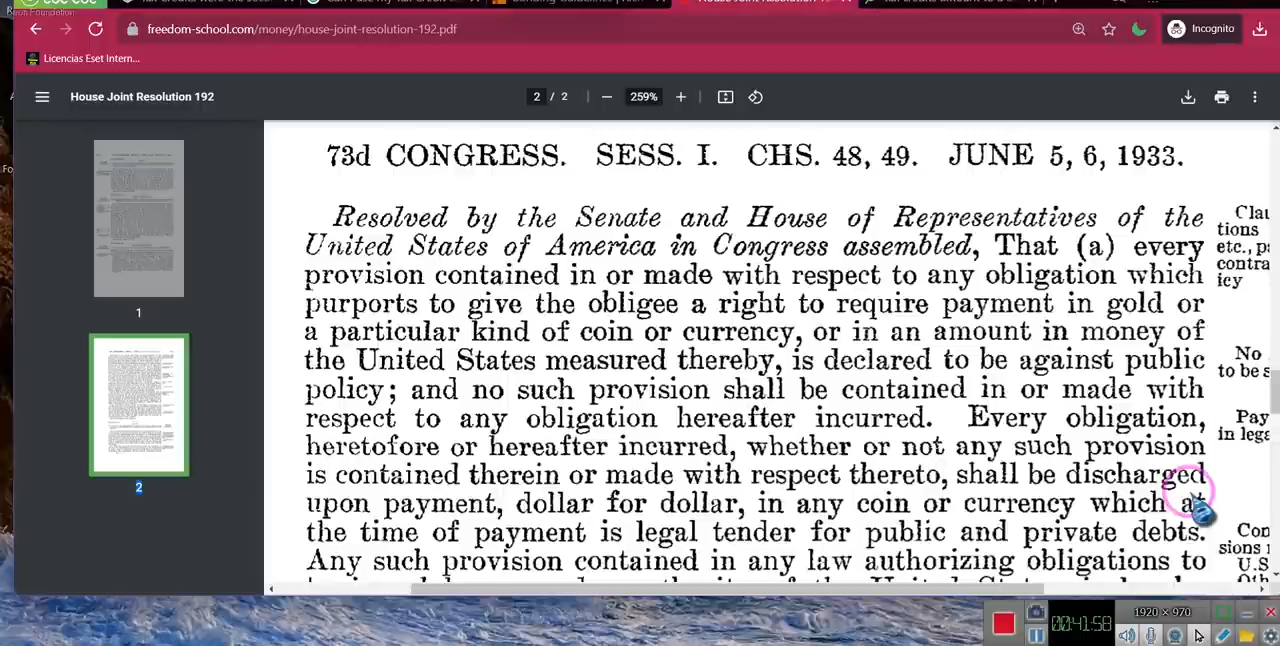 freedom-school.com/money/house-joint-resolution-192.pdf
Incognito
Licencias Eset Intern...
House Joint Resolution 192
2 / 2
259%
1
2
73d CONGRESS. SESS. I. CHS. 48, 49. JUNE 5, 6, 1933.
Resolved by the Senate and House of Representatives of the
United States of America in Congress assembled, That (a) every
provision contained in or made with respect to any obligation which
purports to give the obligee a right to require payment in gold or
a particular kind of coin or currency, or in an amount in money of
the United States measured thereby, is declared to be against public
policy; and no such provision shall be contained in or made with
respect to any obligation hereafter incurred. Every obligation,
heretofore or hereafter incurred, whether or not any such provision
is contained therein or made with respect thereto, shall be discharged
upon payment, dollar for dollar, in any coin or currency which at
the time of payment is legal tender for public and private debts.
Any such provision contained in any law authorizing obligations to
Clau
tions
etc., p
contra
icy
No
to be s
Pay
in lega
Con
sions
U.S
00:41:58
1920 × 970